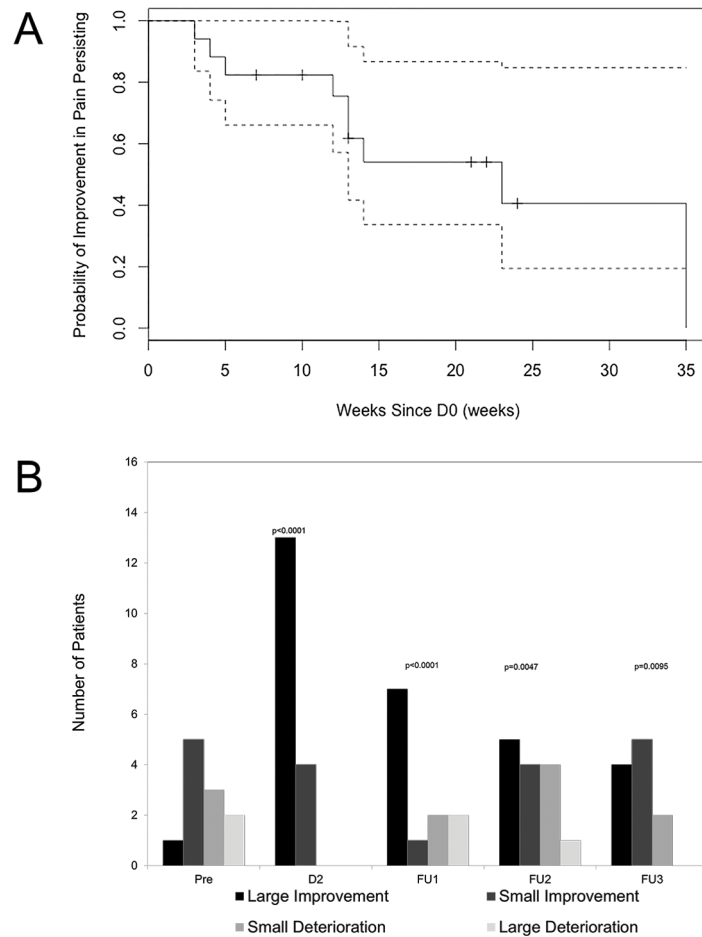 A
Probability of Improvement in Pain Persisting
1.0
0.8
0.6
0.4
0.2
0.0
0 5 10 15 20 25 30 35
Weeks Since D0 (weeks)
B
Number of Patients
16
14
12
10
8
6
4
2
0
p<0.0001
p<0.0001
p=0.0047
p=0.0095
Pre D2 FU1 FU2 FU3
Large Improvement Small Improvement
Small Deterioration Large Deterioration